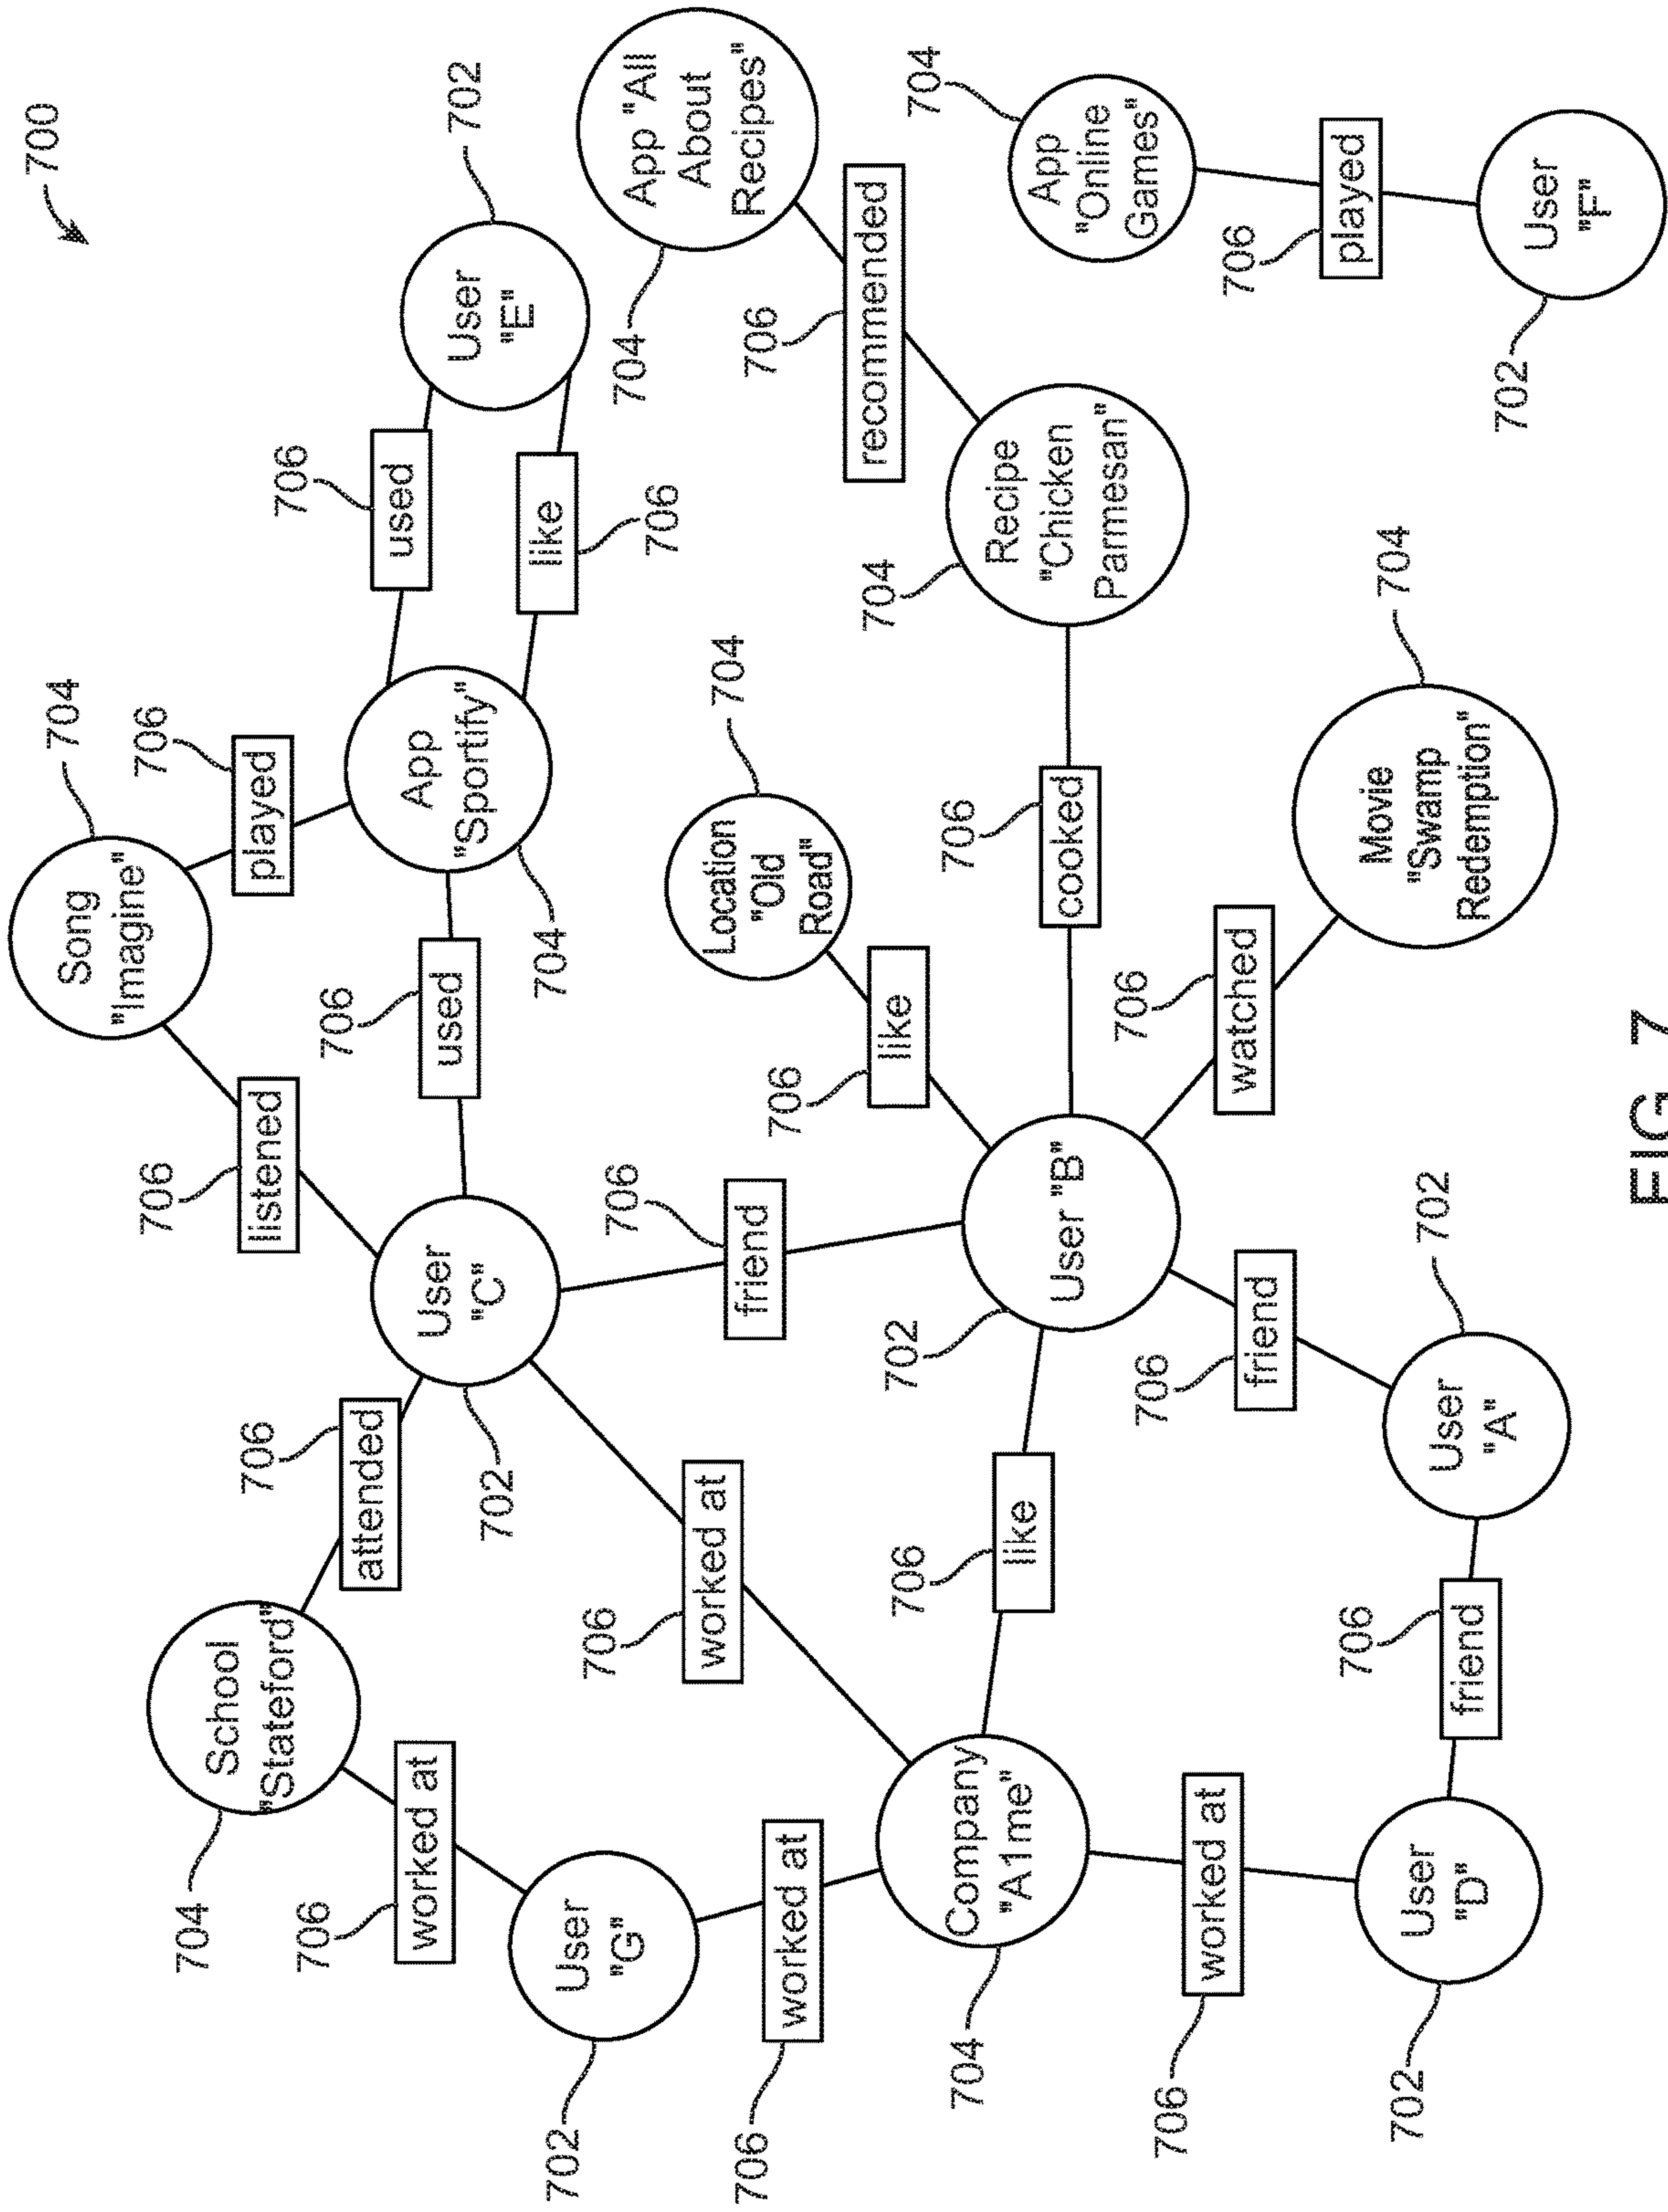 700
704
Song
"Imagine"
706
listened
706
played
704
School
"Stateford"
706
attended
706
worked at
702
User
"G"
706
worked at
User
"C"
702
706
used
App
"Sportify"
704
706
used
706
like
User
"E"
702
706
worked at
706
friend
Location
"Old
Road"
704
706
like
App "All
About
Recipes"
704
706
recommended
Company
"A1me"
704
706
like
User "B"
702
706
cooked
Recipe
"Chicken
Parmesan"
704
App
"Online
Games"
704
706
worked at
706
friend
706
watched
706
played
User
"D"
702
706
friend
User
"A"
702
Movie
"Swamp
Redemption"
704
User
"F"
702
FIG. 7